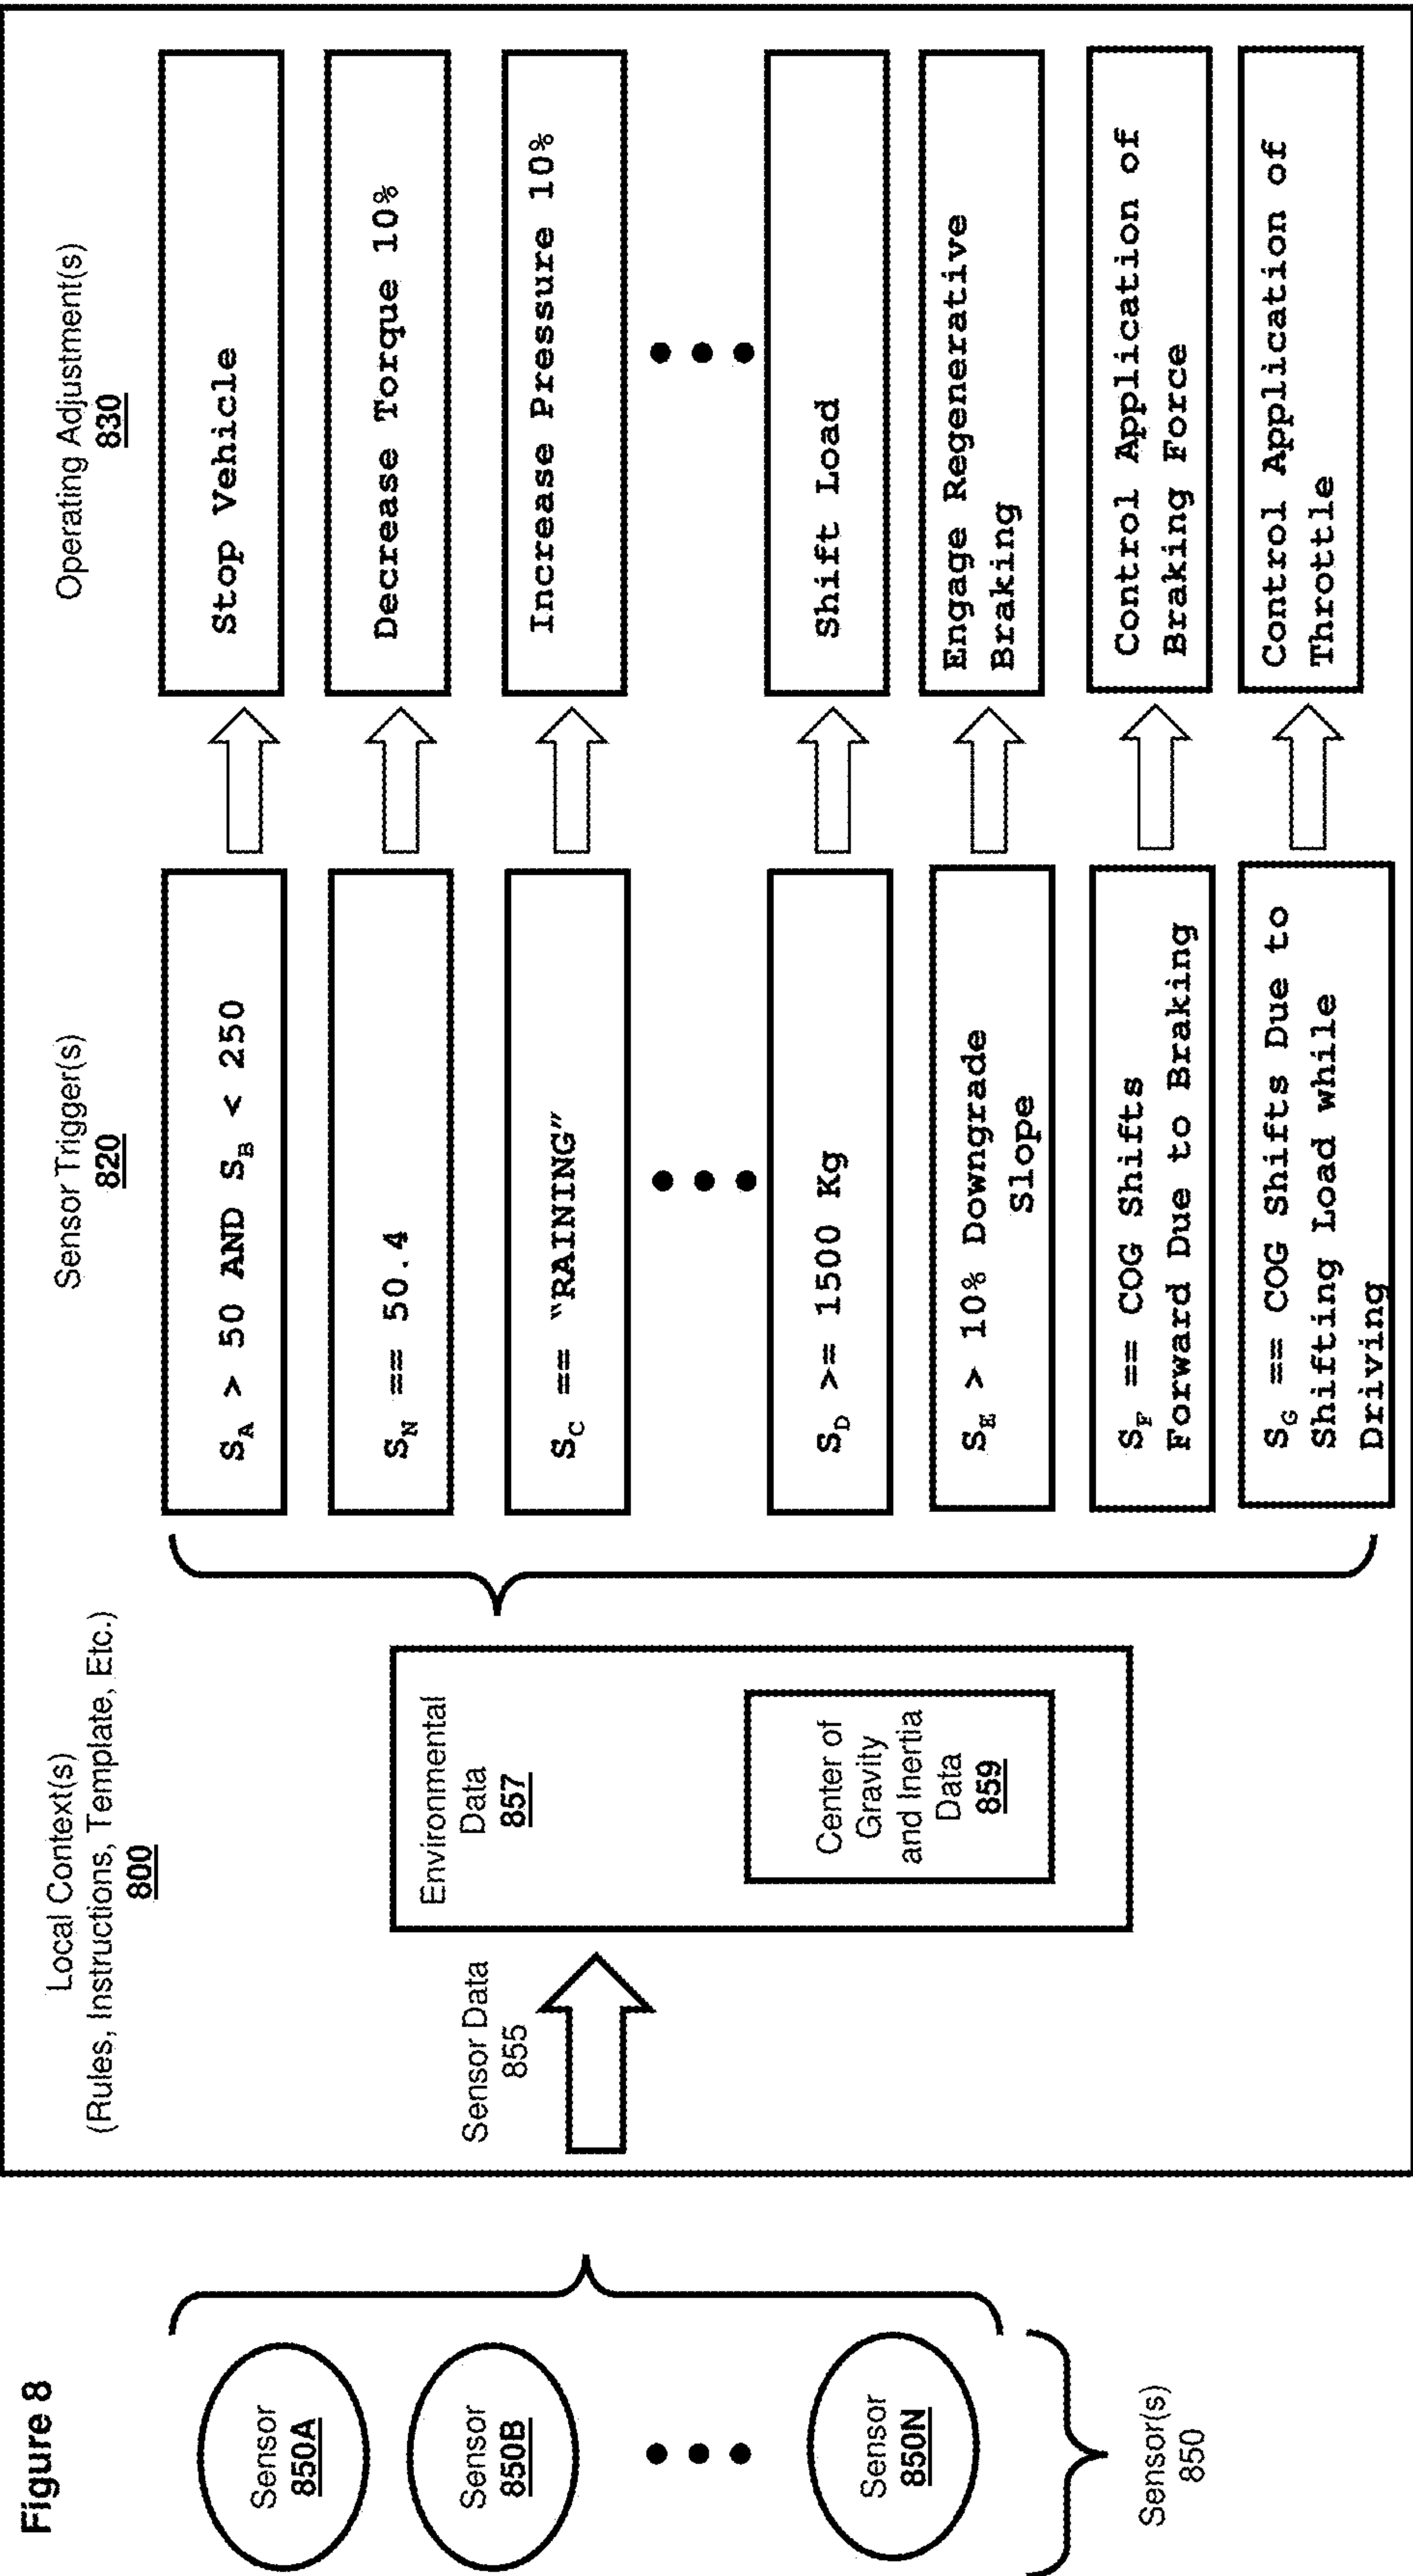 Figure 8
Sensor
850A
Sensor
850B
Sensor
850N
Sensor(s)
850
Local Context(s)
(Rules, Instructions, Template, Etc.)
800
Sensor Data
855
Environmental
Data
857
Center of
Gravity
and Inertia
Data
859
Sensor Trigger(s)
820
SA > 50 AND SB < 250
SN == 50.4
SC == "RAINING"
SD >= 1500 Kg
SE > 10% Downgrade
Slope
SF == COG Shifts
Forward Due to Braking
SG == COG Shifts Due to
Shifting Load while
Driving
Operating Adjustment(s)
830
Stop Vehicle
Decrease Torque 10%
Increase Pressure 10%
Shift Load
Engage Regenerative
Braking
Control Application of
Braking Force
Control Application of
Throttle